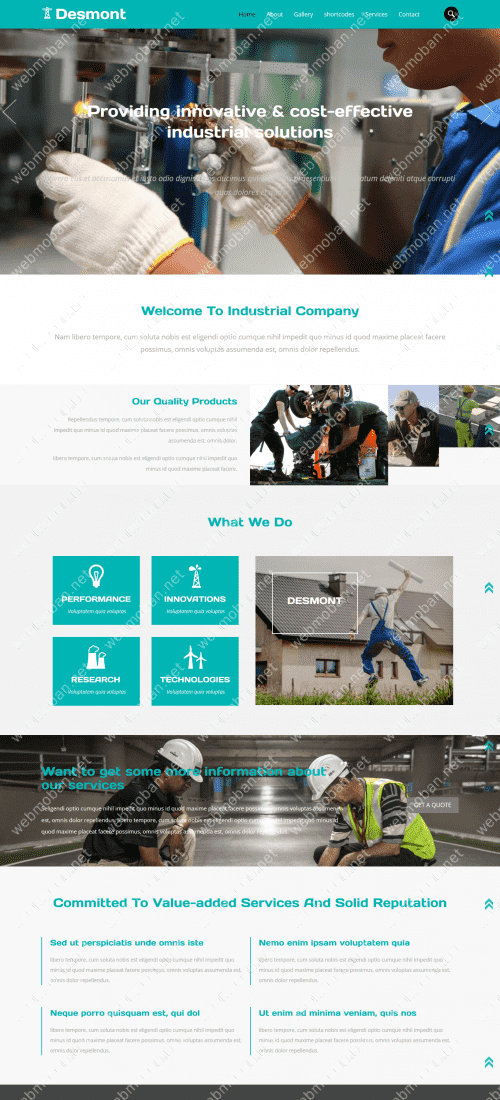 Desmont
Home About Gallery shortcodes Services Contact
Providing innovative & cost-effective
industrial solutions
et accusamus et iusto odio dignissimos ducimus qui praesentium voluptatum deleniti atque corrupti
quos dolores et
Welcome To Industrial Company
Nam libero tempore, cum soluta nobis est eligendi optio cumque nihil impedit quo minus id quod maxime placeat facere
possimus, omnis voluptas assumenda est, omnis dolor repellendus.
Our Quality Products
Repellendus tempore, cum soluta nobis est eligendi optio cumque nihil
impedit quo minus id quod maxime placeat facere possimus, omnis voluptas
assumenda est, omnis dolor.
libero tempore, cum soluta nobis est eligendi optio cumque nihil impedit quo
minus id quod maxime placeat facere.
What We Do
PERFORMANCE
Voluptatem quia voluptas
INNOVATIONS
Voluptatem quia voluptas
DESMONT
RESEARCH
Voluptatem quia voluptas
TECHNOLOGIES
Voluptatem quia voluptas
Want to get some more information about
our services
eligendi optio cumque nihil impedit quo minus id quod maxime placeat facere possimus, omnis voluptas assumenda
est, omnis dolor repellendus. libero tempore, cum soluta nobis est eligendi optio cumque nihil impedit quo minus id
quod maxime placeat facere possimus, omnis voluptas assumenda est, omnis dolor repellendus.
GET A QUOTE
Committed To Value-added Services And Solid Reputation
Sed ut perspiciatis unde omnis iste
libero tempore, cum soluta nobis est eligendi optio cumque nihil impedit quo
minus id quod maxime placeat facere possimus, omnis voluptas assumenda
est, omnis dolor repellendus.
Nemo enim ipsam voluptatem quia
libero tempore, cum soluta nobis est eligendi optio cumque nihil impedit quo
minus id quod maxime placeat facere possimus, omnis voluptas assumenda
est, omnis dolor repellendus.
Neque porro quisquam est, qui dol
libero tempore, cum soluta nobis est eligendi optio cumque nihil impedit quo
minus id quod maxime placeat facere possimus, omnis voluptas assumenda
est, omnis dolor repellendus.
Ut enim ad minima veniam, quis nos
libero tempore, cum soluta nobis est eligendi optio cumque nihil impedit quo
minus id quod maxime placeat facere possimus, omnis voluptas assumenda
est, omnis dolor repellendus.
webmoban.net